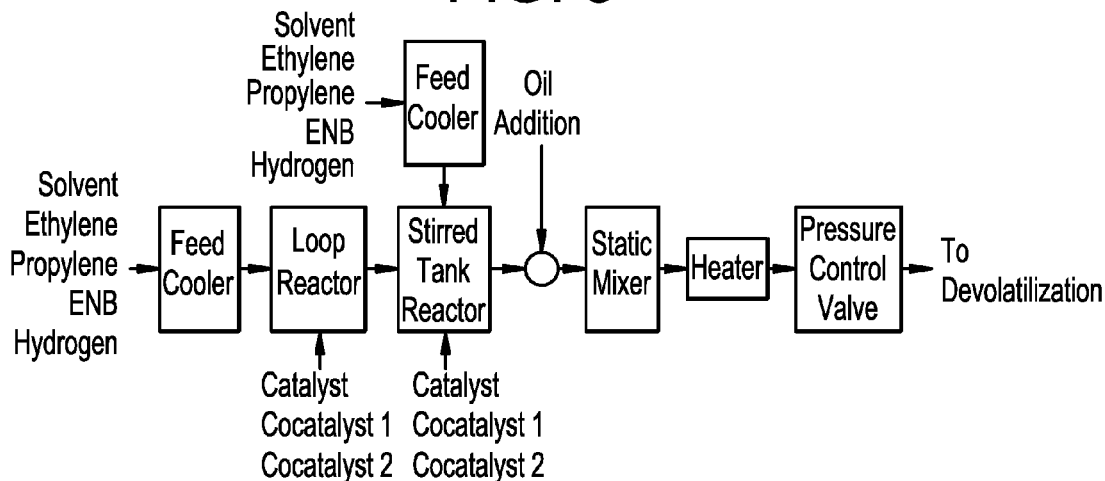 Solvent
Ethylene
Propylene
ENB
Hydrogen
Feed
Cooler
Oil
Addition
Solvent
Ethylene
Propylene
ENB
Hydrogen
Feed
Cooler
Loop
Reactor
Stirred
Tank
Reactor
Static
Mixer
Heater
Pressure
Control
Valve
To
Devolatilization
Catalyst
Cocatalyst 1
Cocatalyst 2
Catalyst
Cocatalyst 1
Cocatalyst 2